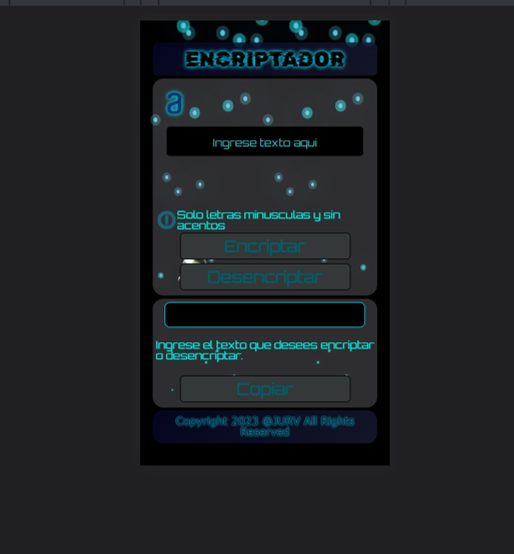 ENCRIPTADOR
a
Ingrese texto aqui
Solo letras minusculas y sin
acentos
Encriptar
Desencriptar
Ingrese el texto que desees encriptar
o desencriptar.
Copiar
Copyright 2023 @JURV All Rights
Reserved